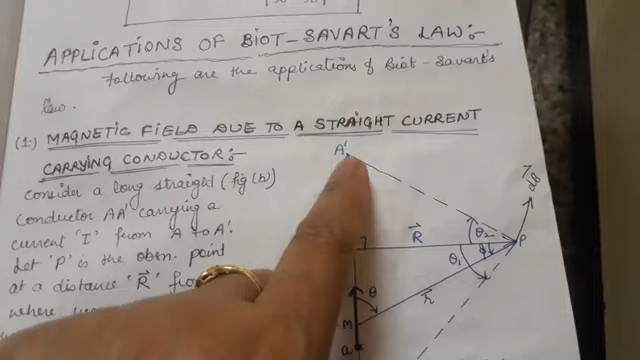 APPLICATIONS OF BIOT-SAVART'S LAW:-
Following are the applications of Biot-Savart's
law.
(1.) MAGNETIC FIELD DUE TO A STRAIGHT CURRENT
CARRYING CONDUCTOR:-
Consider a long straight (fig(b)
Conductor AA' carrying a
current 'I' from A to A'.
Let 'P' is the obsn. point
at a distance 'R' from
where
A'
R
θ2
P
dB
θ1
φ
r
θ
M
a